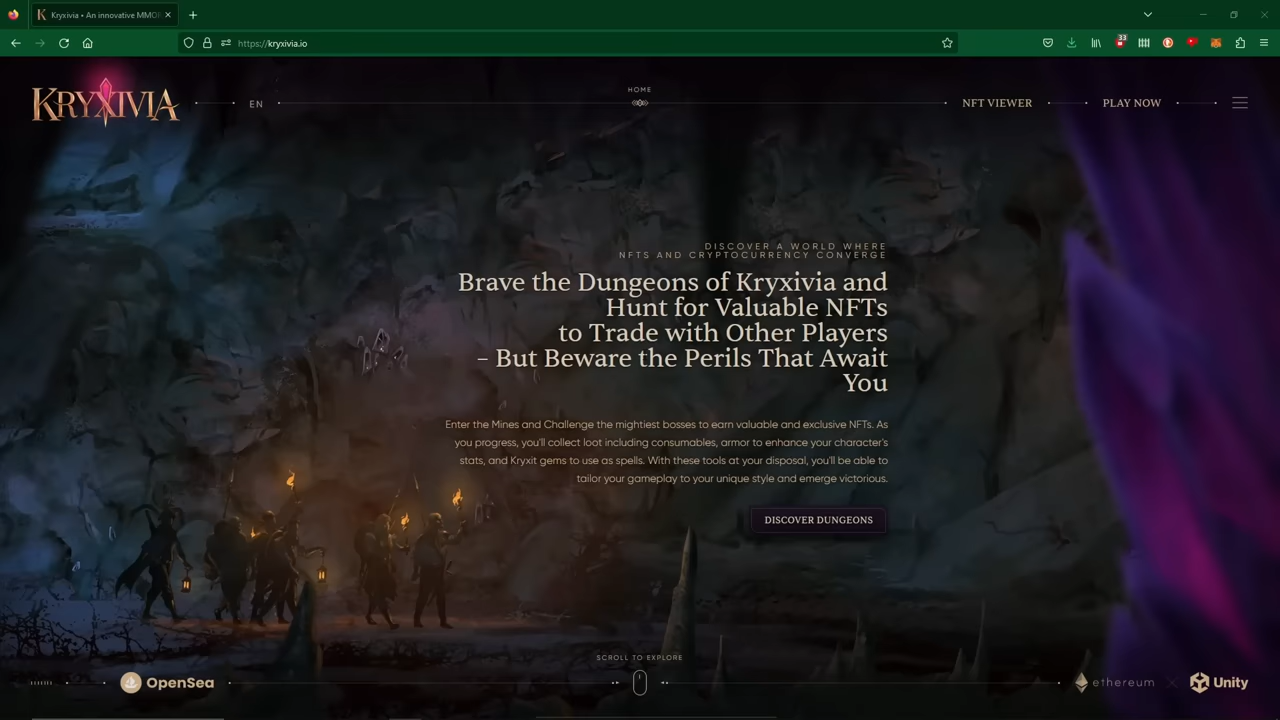 Kryxivia • An innovative MMO
https://kryxivia.io
33
KRYXIVIA
EN
HOME
NFT VIEWER
PLAY NOW
DISCOVER A WORLD WHERE
NFTS AND CRYPTOCURRENCY CONVERGE
Brave the Dungeons of Kryxivia and
Hunt for Valuable NFTs
to Trade with Other Players
– But Beware the Perils That Await
You
Enter the Mines and Challenge the mightiest bosses to earn valuable and exclusive NFTs. As
you progress, you'll collect loot including consumables, armor to enhance your character's
stats, and Kryxit gems to use as spells. With these tools at your disposal, you'll be able to
tailor your gameplay to your unique style and emerge victorious.
DISCOVER DUNGEONS
SCROLL TO EXPLORE
OpenSea
ethereum
Unity